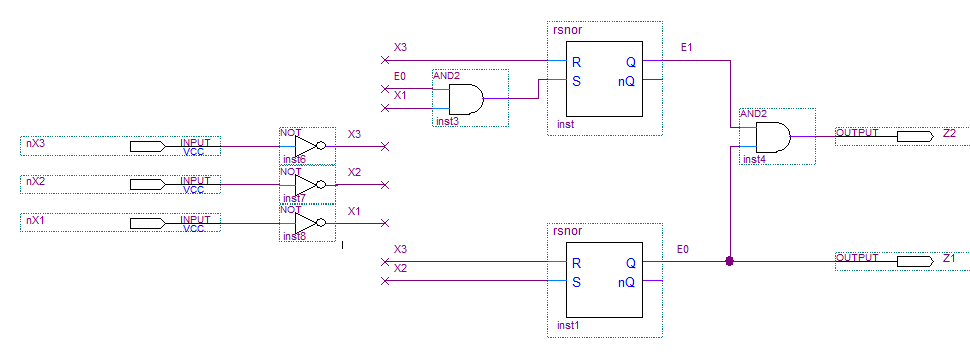 rsnor
X3
R
Q
E1
E0
AND2
S
nQ
X1
inst3
inst
AND2
OUTPUT
Z2
inst4
nX3
INPUT
VCC
NOT
X3
inst6
nX2
INPUT
VCC
NOT
X2
inst7
nX1
INPUT
VCC
NOT
X1
inst8
rsnor
X3
R
Q
E0
OUTPUT
Z1
X2
S
nQ
inst1